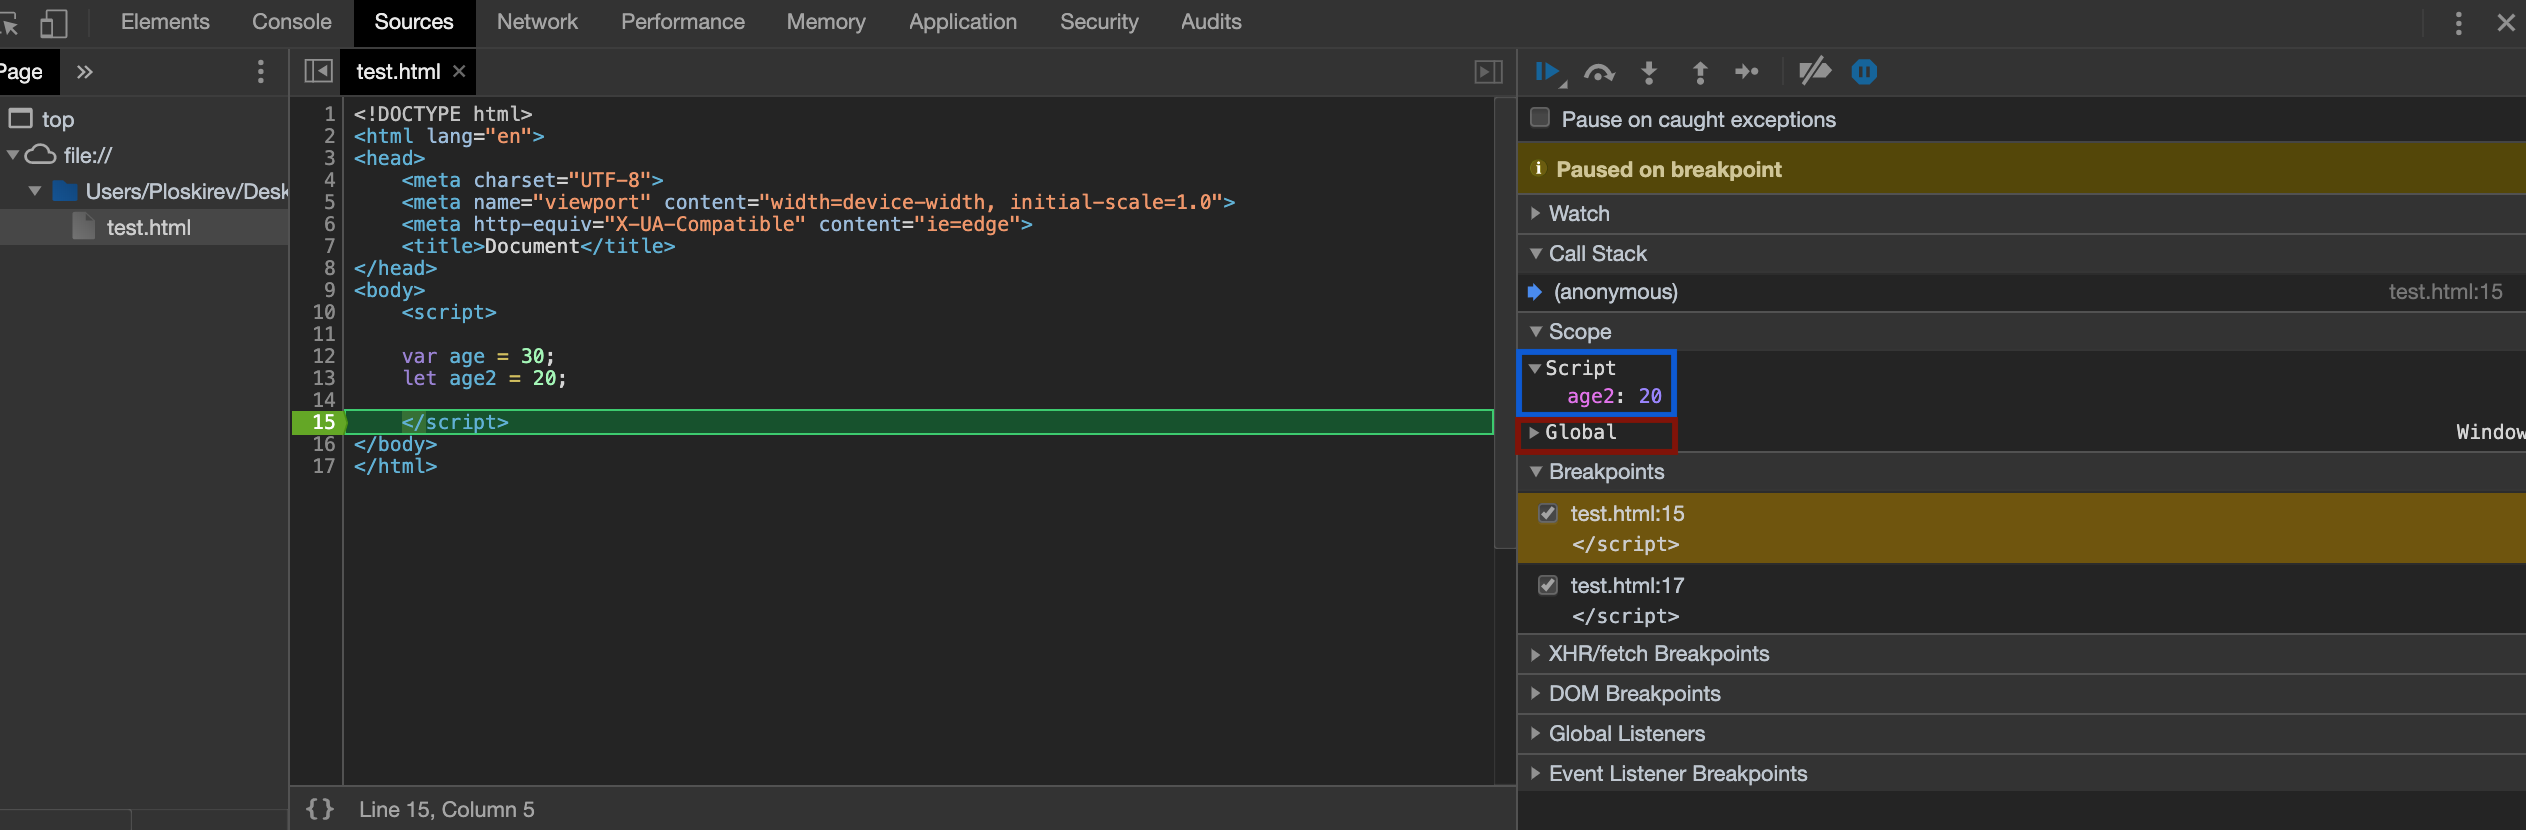 Elements Console Sources Network Performance Memory Application Security Audits
Page
test.html
top
file://
Users/Ploskirev/Desk
test.html
1 <!DOCTYPE html>
2 <html lang="en">
3 <head>
4 <meta charset="UTF-8">
5 <meta name="viewport" content="width=device-width, initial-scale=1.0">
6 <meta http-equiv="X-UA-Compatible" content="ie=edge">
7 <title>Document</title>
8 </head>
9 <body>
10 <script>
11
12 var age = 30;
13 let age2 = 20;
14
15 </script>
16 </body>
17 </html>
{} Line 15, Column 5
Pause on caught exceptions
Paused on breakpoint
Watch
Call Stack
(anonymous) test.html:15
Scope
Script
age2: 20
Global Window
Breakpoints
test.html:15
</script>
test.html:17
</script>
XHR/fetch Breakpoints
DOM Breakpoints
Global Listeners
Event Listener Breakpoints